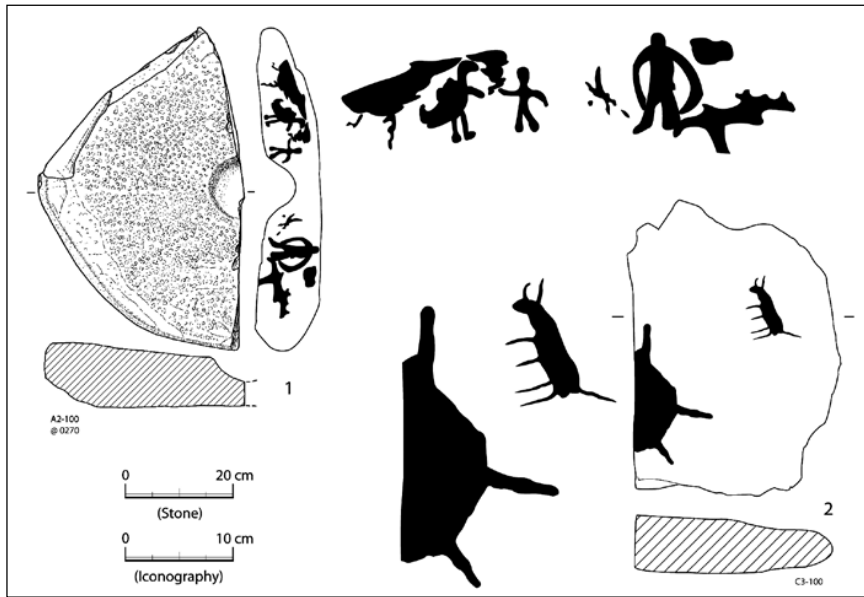 1
A2-100
@ 0270
0 20 cm
(Stone)
0 10 cm
(Iconography)
2
C3-100